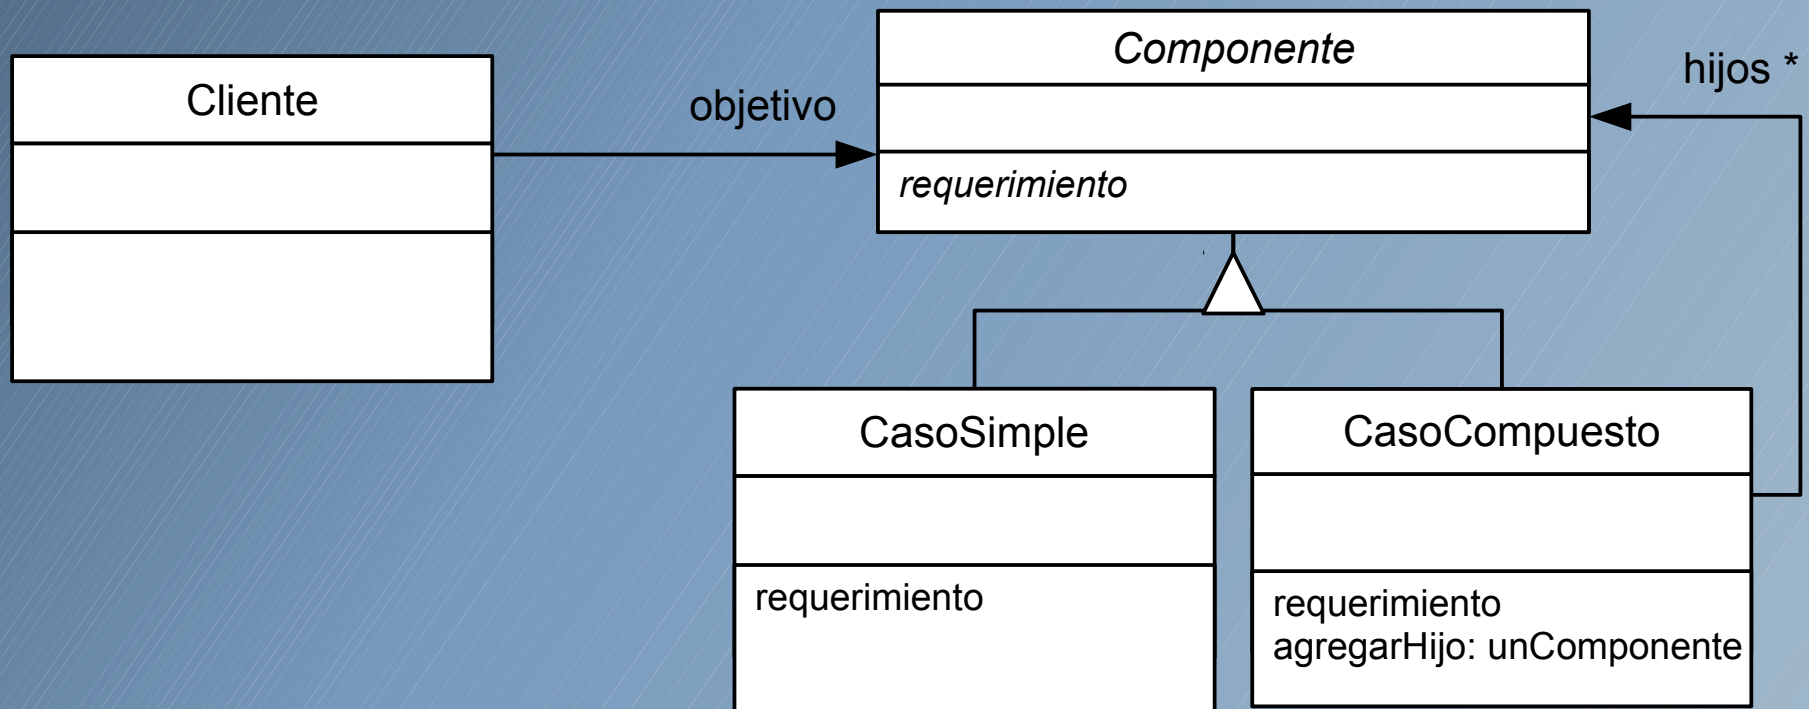 Cliente
objetivo
Componente
requerimiento
hijos *
CasoSimple
requerimiento
CasoCompuesto
requerimiento
agregarHijo: unComponente